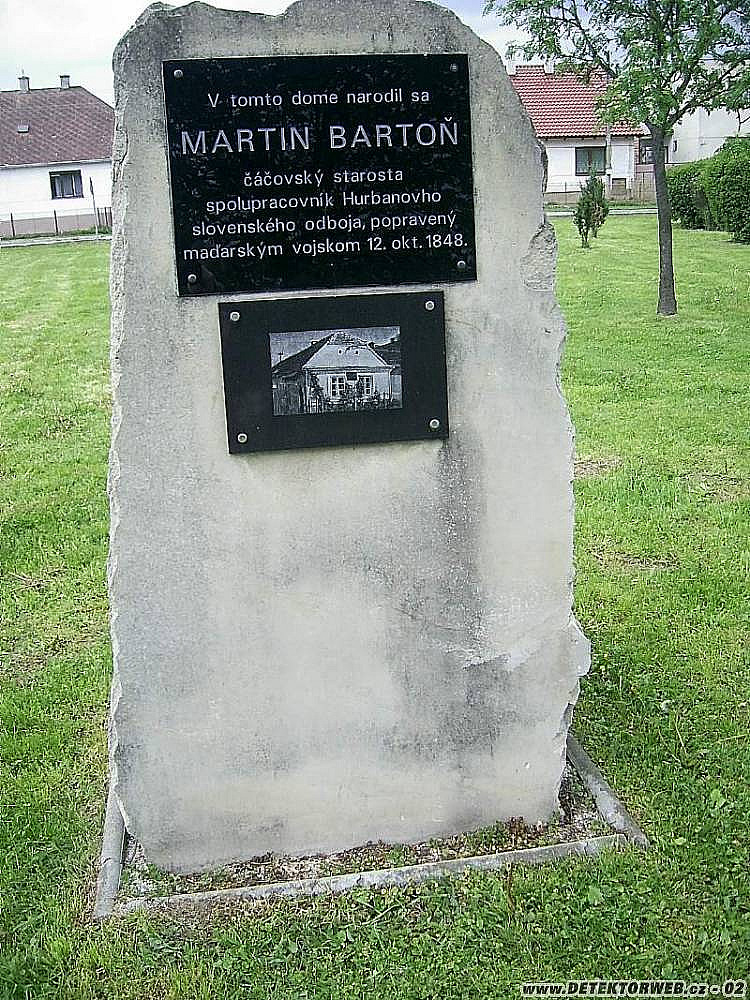 V tomto dome narodil sa
MARTIN BARTOŇ
čáčovský starosta
spolupracovník Hurbanovho
slovenského odboja, popravený
maďarským vojskom 12. okt. 1848.
www.DETEKTORWEB.cz - 02